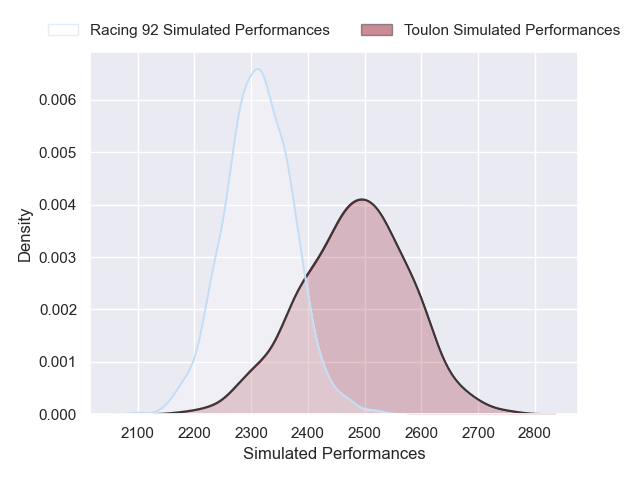 Racing 92 Simulated Performances
Toulon Simulated Performances
0.006
0.005
0.004
0.003
0.002
0.001
0.000
Density
2100 2200 2300 2400 2500 2600 2700 2800
Simulated Performances